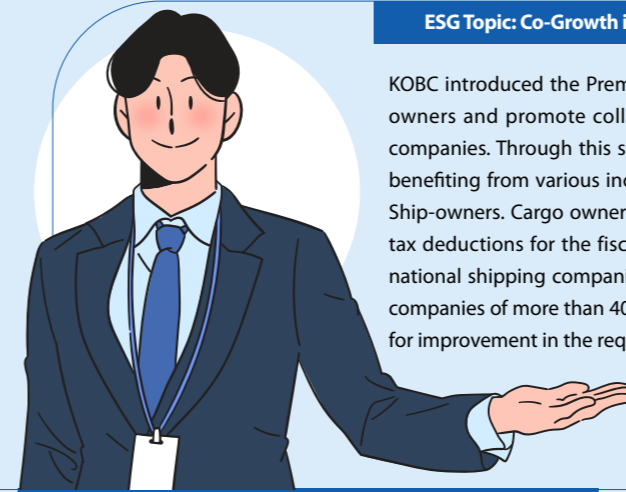 ESG Topic: Co-Growth i
KOBC introduced the Prem
owners and promote coll
companies. Through this s
benefiting from various inc
Ship-owners. Cargo owner
tax deductions for the fisc
national shipping compani
companies of more than 40
for improvement in the req